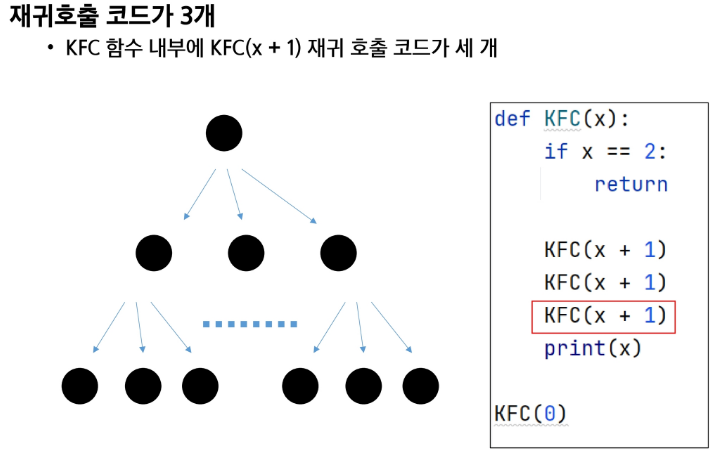 재귀호출 코드가 3개
• KFC 함수 내부에 KFC(x + 1) 재귀 호출 코드가 세 개
def KFC(x):
    if x == 2:
        return
    KFC(x + 1)
    KFC(x + 1)
    KFC(x + 1)
    print(x)
KFC(0)